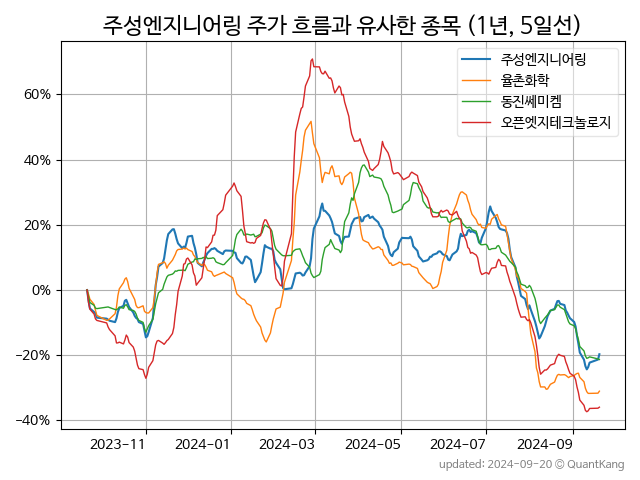 주성엔지니어링 주가 흐름과 유사한 종목 (1년, 5일선)
주성엔지니어링
율촌화학
동진쎄미켐
오픈엣지테크놀로지
60%
40%
20%
0%
−20%
−40%
2023-11
2024-01
2024-03
2024-05
2024-07
2024-09
updated: 2024-09-20 © QuantKang